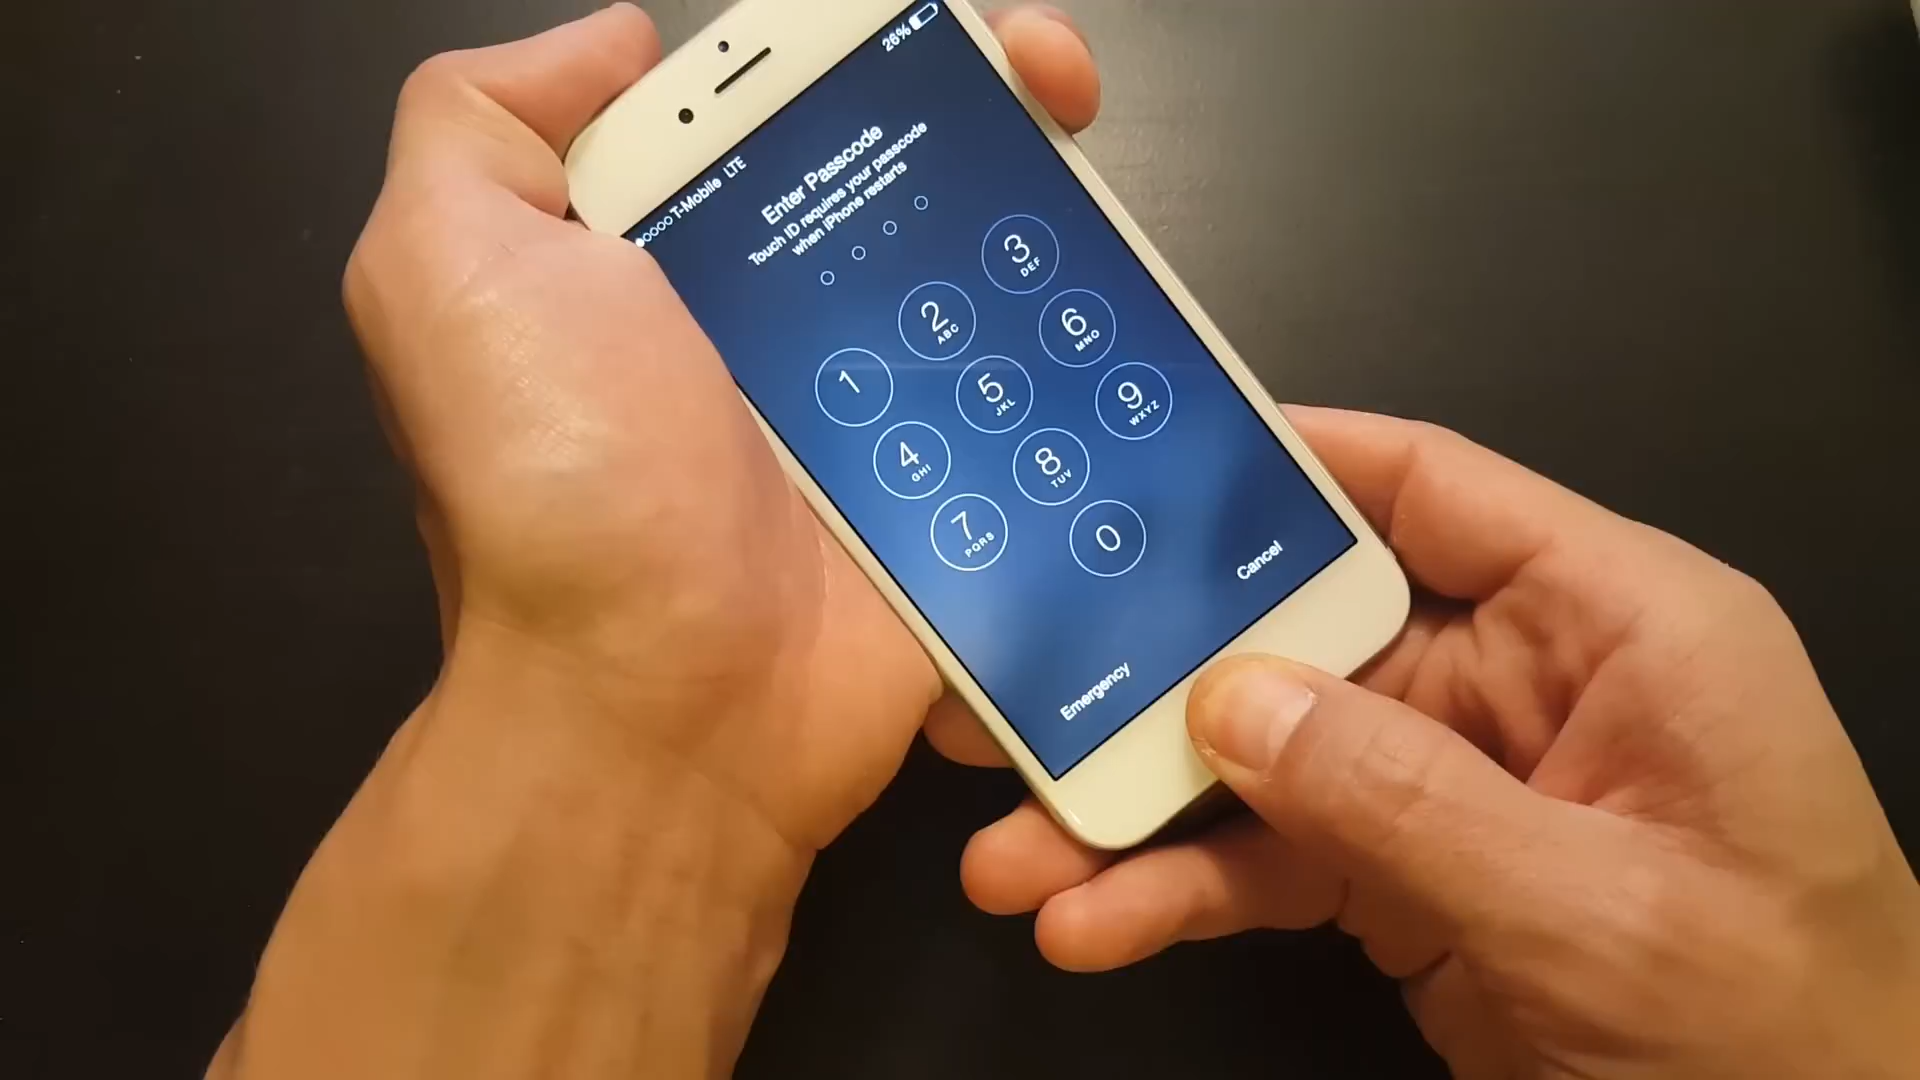 T-Mobile LTE
26%
Enter Passcode
Touch ID requires your passcode
when iPhone restarts
1
2
ABC
3
DEF
4
GHI
5
JKL
6
MNO
7
PQRS
8
TUV
9
WXYZ
0
Emergency
Cancel